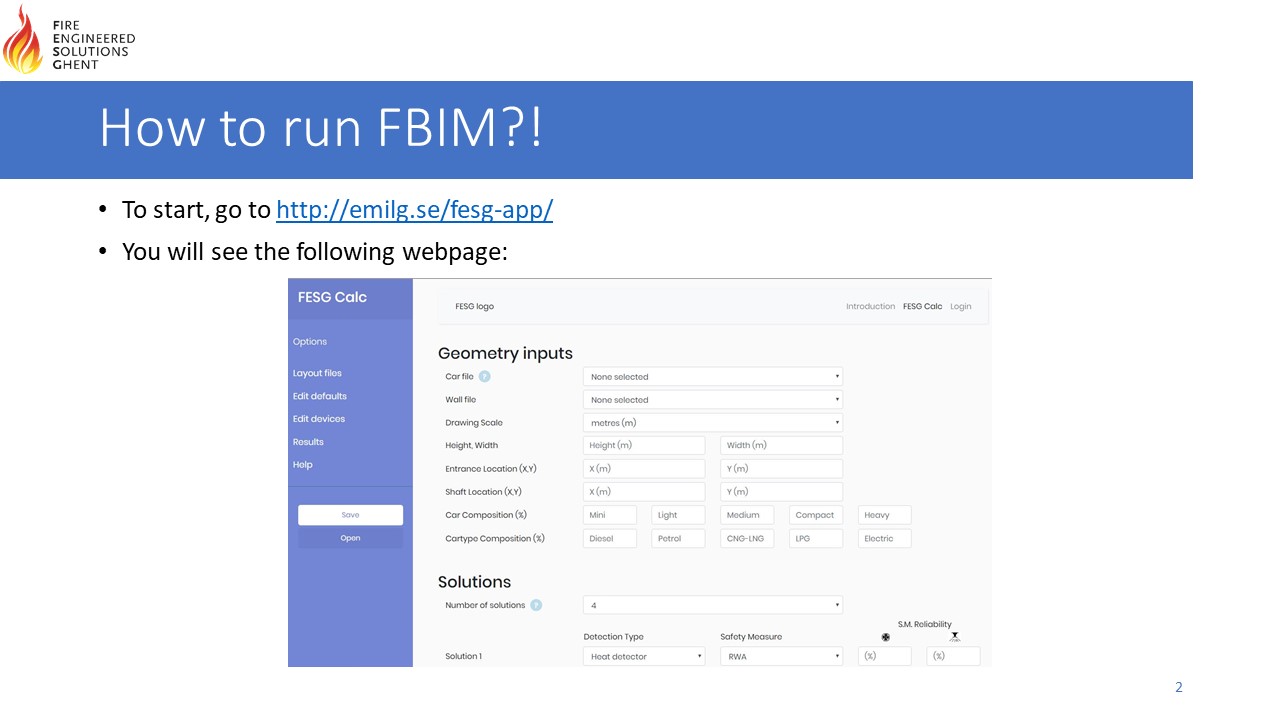 FIRE
ENGINEERED
SOLUTIONS
GHENT
How to run FBIM?!
• To start, go to http://emilg.se/fesg-app/
• You will see the following webpage:
FESG Calc
FESG logo
Introduction FESG Calc Login
Options
Layout files
Edit defaults
Edit devices
Results
Help
Save
Open
Geometry inputs
Car file ? None selected
Wall file None selected
Drawing Scale metres (m)
Height, Width Height (m) Width (m)
Entrance Location (X,Y) X (m) Y (m)
Shaft Location (X,Y) X (m) Y (m)
Car Composition (%) Mini Light Medium Compact Heavy
Cartype Composition (%) Diesel Petrol CNG-LNG LPG Electric
Solutions
Number of solutions ? 4
S.M. Reliability
Detection Type Safety Measure
Solution 1 Heat detector RWA (%) (%)
2